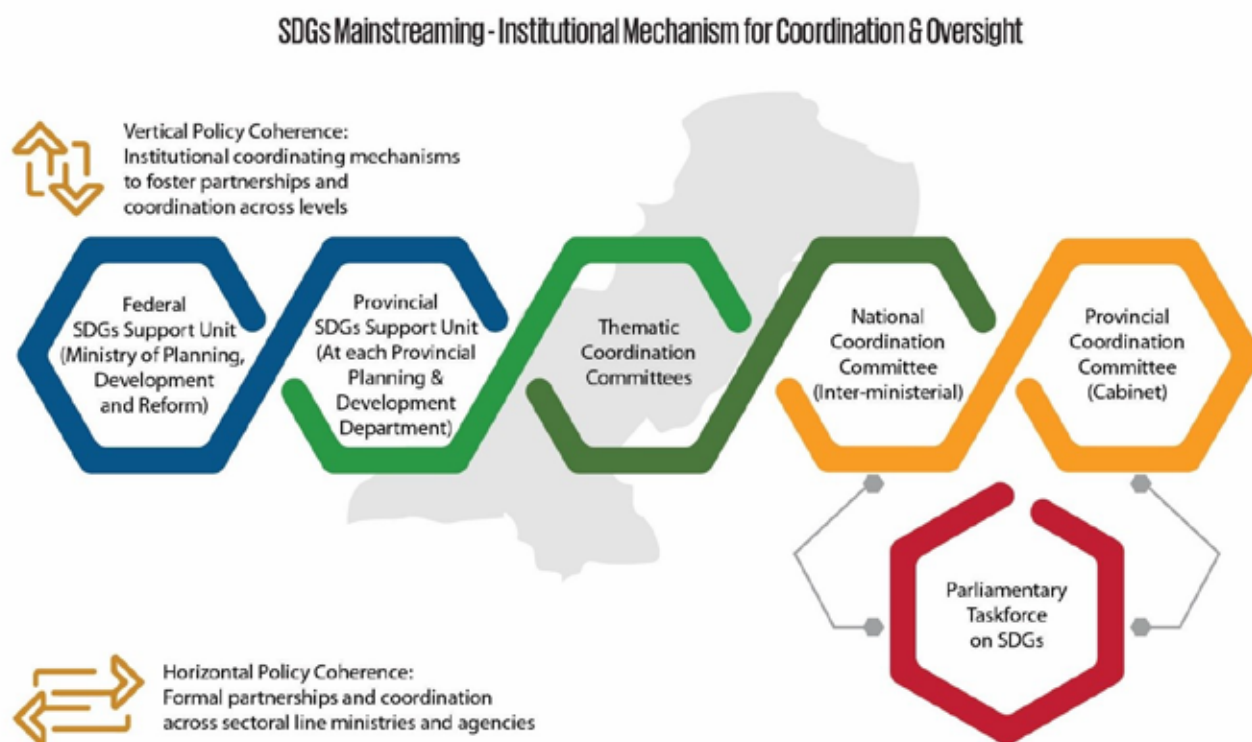 SDGs Mainstreaming - Institutional Mechanism for Coordination & Oversight
Vertical Policy Coherence:
Institutional coordinating mechanisms
to foster partnerships and
coordination across levels
Federal
SDGs Support Unit
(Ministry of Planning,
Development
and Reform)
Provincial
SDGs Support Unit
(At each Provincial
Planning &
Development
Department)
Thematic
Coordination
Committees
National
Coordination
Committee
(Inter-ministerial)
Provincial
Coordination
Committee
(Cabinet)
Parliamentary
Taskforce
on SDGs
Horizontal Policy Coherence:
Formal partnerships and coordination
across sectoral line ministries and agencies